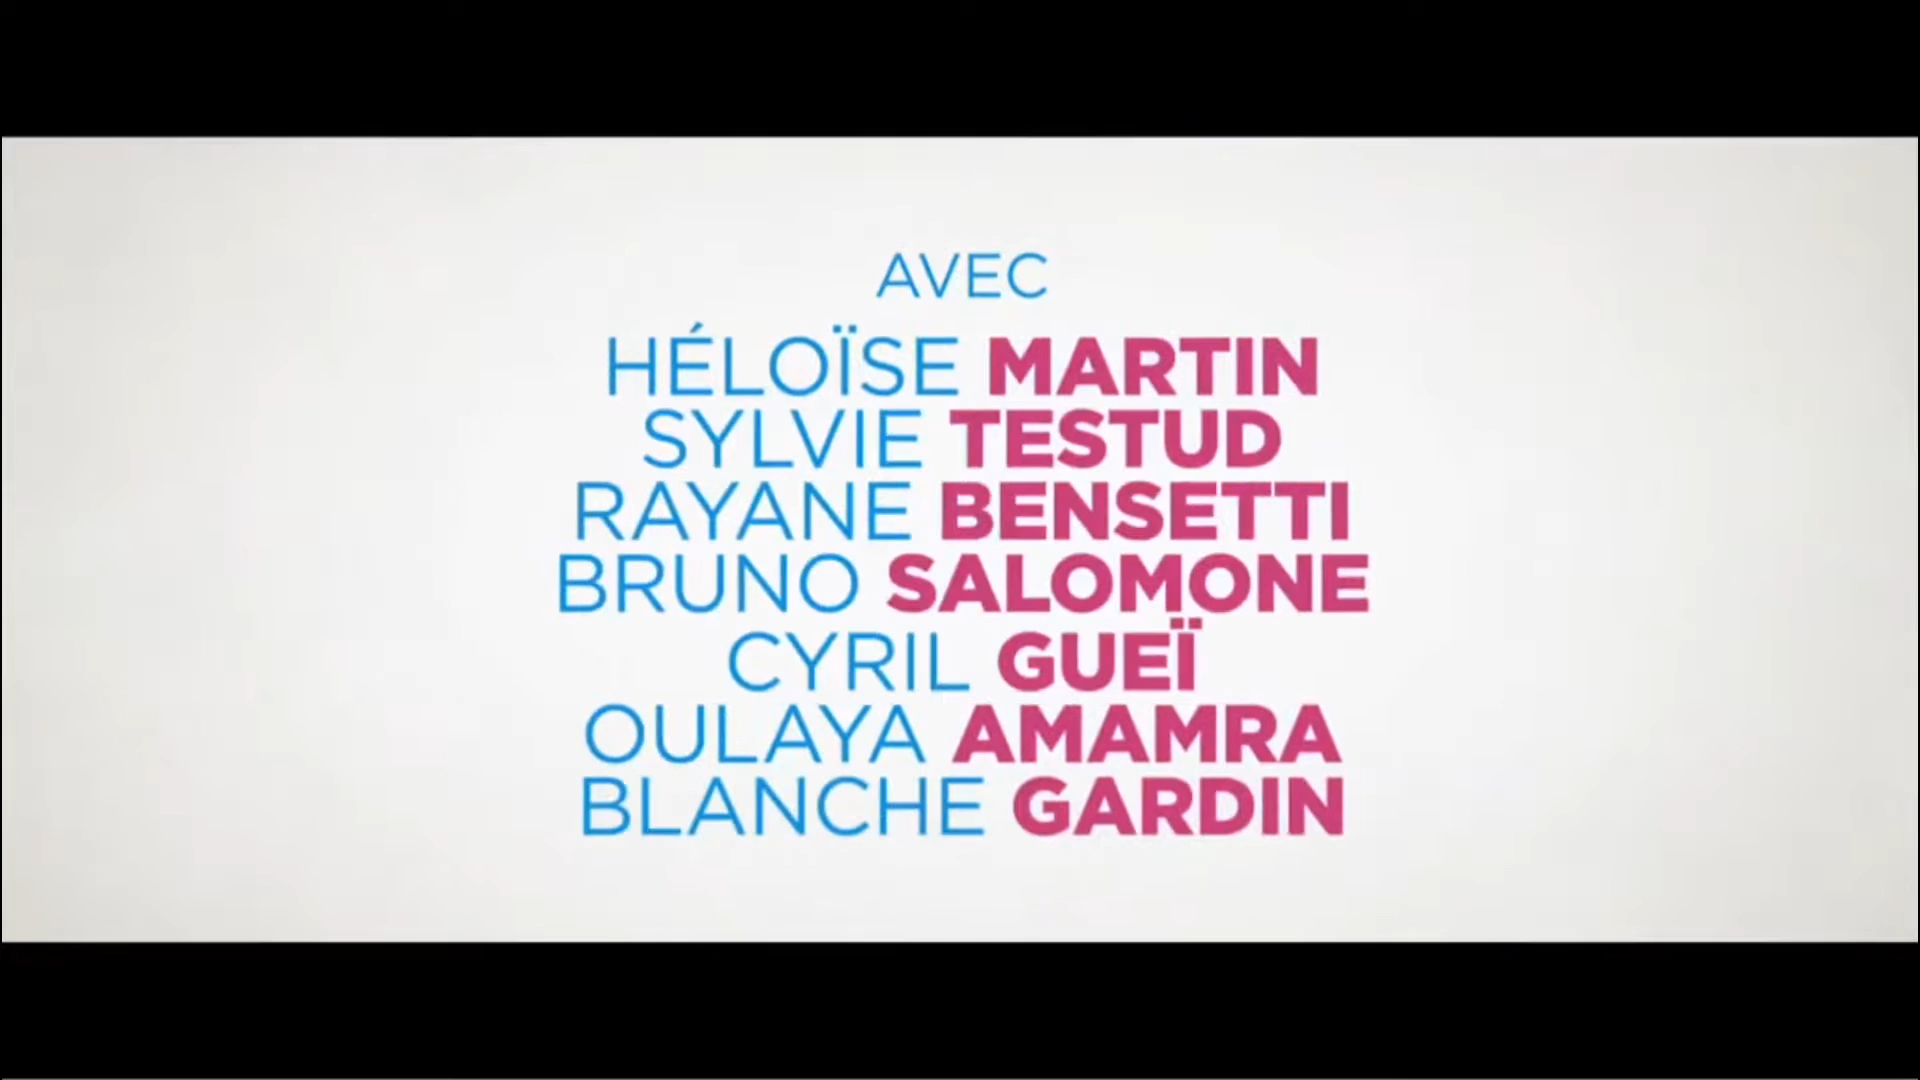 AVEC
HÉLOÏSE MARTIN
SYLVIE TESTUD
RAYANE BENSETTI
BRUNO SALOMONE
CYRIL GUEÏ
OULAYA AMAMRA
BLANCHE GARDIN